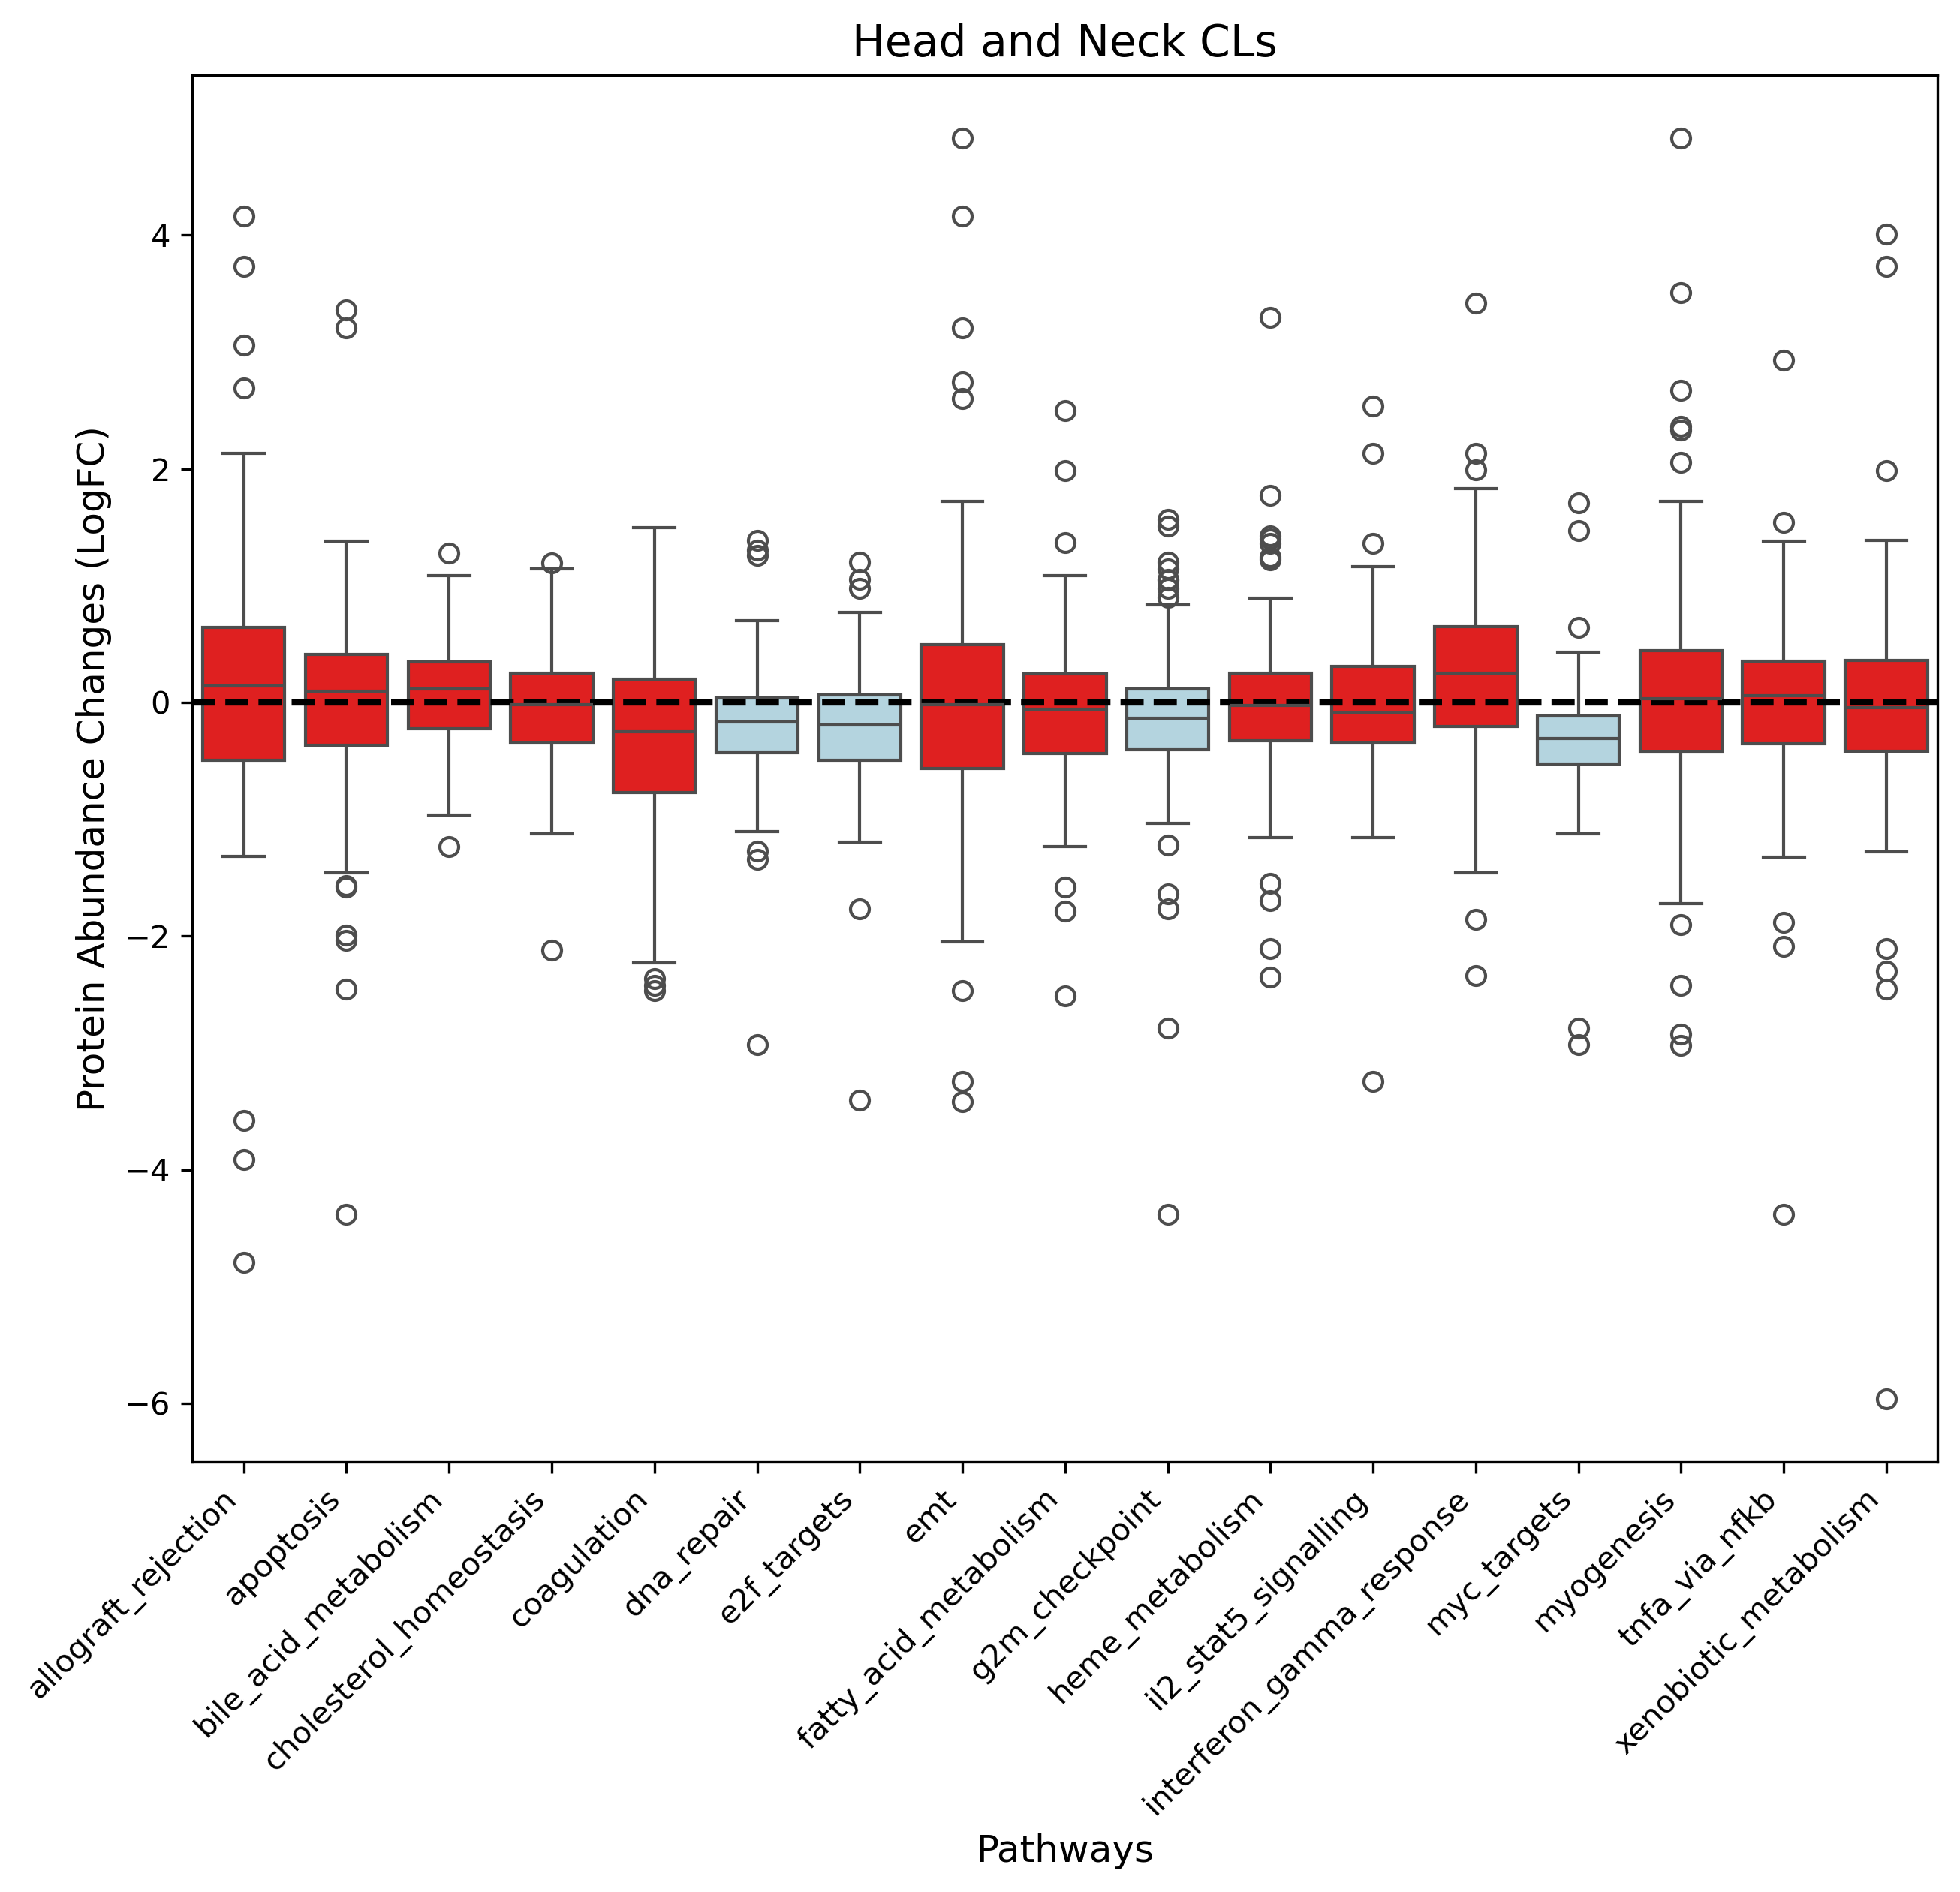 Head and Neck CLs
Protein Abundance Changes (LogFC)
4
2
0
−2
−4
−6
allograft_rejection
apoptosis
bile_acid_metabolism
cholesterol_homeostasis
coagulation
dna_repair
e2f_targets
emt
fatty_acid_metabolism
g2m_checkpoint
heme_metabolism
il2_stat5_signalling
interferon_gamma_response
myc_targets
myogenesis
tnfa_via_nfkb
xenobiotic_metabolism
Pathways